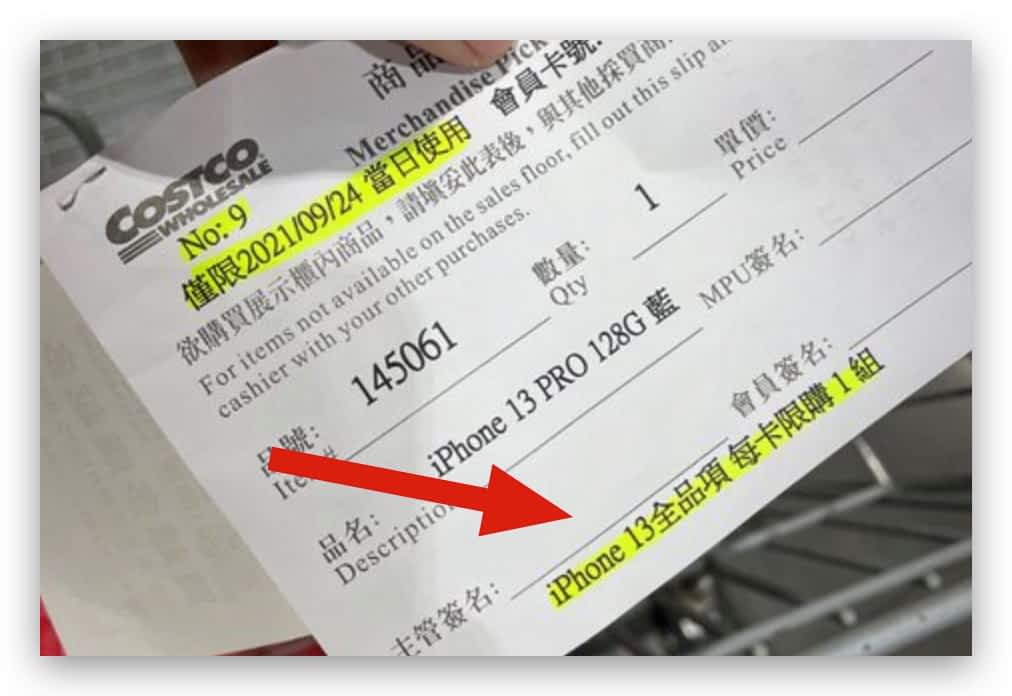 商品
Merchandise Pick
COSTCO
WHOLESALE
No: 9
會員卡號:
僅限2021/09/24 當日使用
欲購買展示櫃內商品,請填妥此表後,與其他採買商
For items not available on the sales floor, fill out this slip a
cashier with your other purchases.
品號:
Item#
145061
數量:
Qty
1
單價:
Price
品名:
Description
iPhone 13 PRO 128G 藍
MPU簽名:
主管簽名:
會員簽名:
iPhone 13全品項 每卡限購 1 組